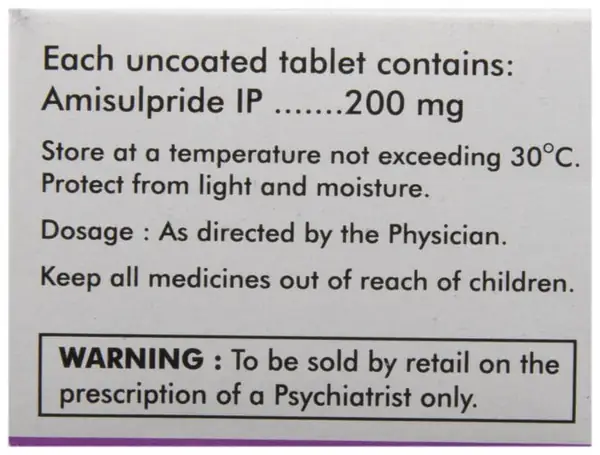 Each uncoated tablet contains:
Amisulpride IP .......200 mg
Store at a temperature not exceeding 30°C.
Protect from light and moisture.
Dosage : As directed by the Physician.
Keep all medicines out of reach of children.
WARNING : To be sold by retail on the
prescription of a Psychiatrist only.